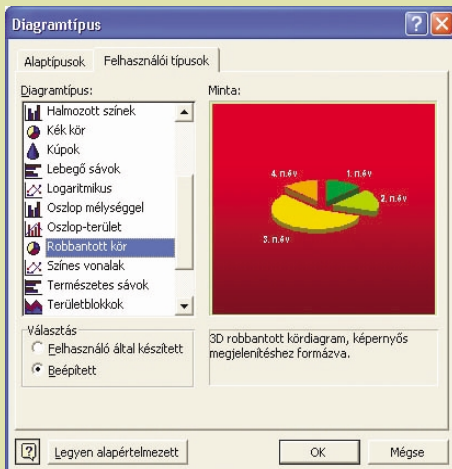 Diagramtípus
Alaptípusok
Felhasználói típusok
Diagramtípus:
Minta:
Halmozott színek
Kék kör
Kúpok
Lebegő sávok
Logaritmikus
Oszlop mélységgel
Oszlop-terület
Robbantott kör
Színes vonalak
Természetes sávok
Területblokkok
4. n.év
1. n.év
2. n.év
3. n.év
Választás
Felhasználó által készített
Beépített
3D robbantott kördiagram, képernyős
megjelenítéshez formázva.
Legyen alapértelmezett
OK
Mégse